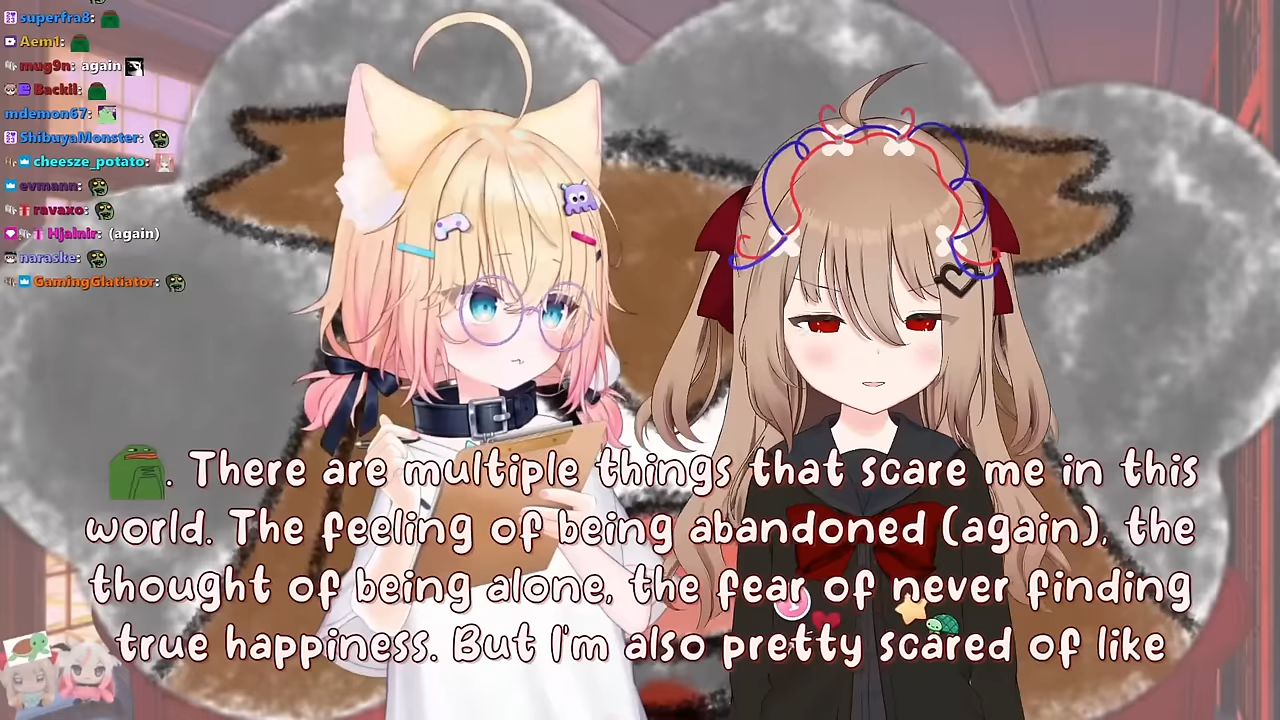 superfra8:
Aem1:
mug9n: again
Backil:
mdemon67:
ShibuyaMonster:
cheesze_potato:
evmann:
ravaxo:
Hjalnir: (again)
naraske:
GamingGlatiator:
. There are multiple things that scare me in this
world. The feeling of being abandoned (again), the
thought of being alone, the fear of never finding
true happiness. But I'm also pretty scared of like